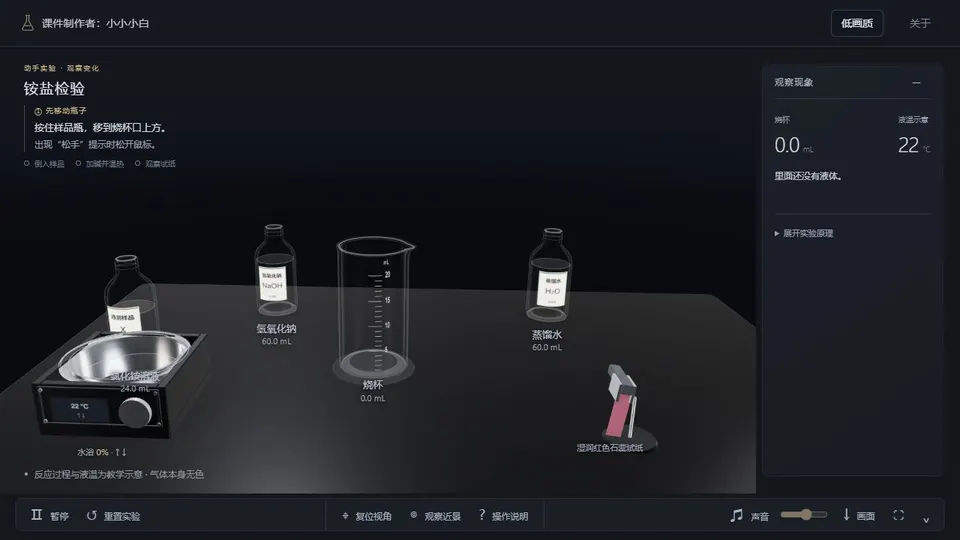 课件制作者：小小小白
低画质
关于
动手实验 · 观察变化
铵盐检验
① 先移动瓶子
按住样品瓶，移到烧杯口上方。
出现“松手”提示时松开鼠标。
倒入样品
加碱并温热
观察试纸
观察现象
烧杯
液温示意
0.0 mL
22 ℃
里面还没有液体。
展开实验原理
待测样品
X
氯化铵溶液
24.0 mL
22 ℃
↑↓
水浴 0% · ↑↓
氢氧化钠
NaOH
氢氧化钠
60.0 mL
mL
20
15
10
5
烧杯
0.0 mL
蒸馏水
H₂O
蒸馏水
60.0 mL
湿润红色石蕊试纸
反应过程与液温为教学示意 · 气体本身无色
暂停
重置实验
复位视角
观察近景
? 操作说明
声音
画面